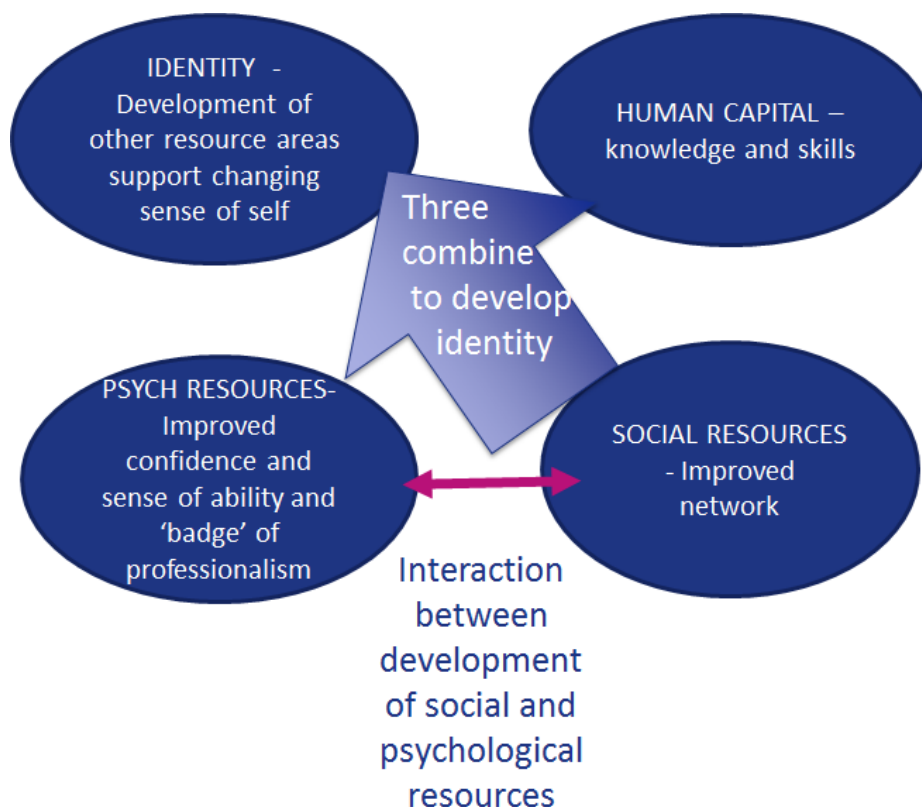 IDENTITY -
Development of
other resource areas
support changing
sense of self
HUMAN CAPITAL –
knowledge and skills
Three
combine
to develop
identity
PSYCH RESOURCES-
Improved
confidence and
sense of ability and
‘badge’ of
professionalism
SOCIAL RESOURCES
- Improved
network
Interaction
between
development
of social and
psychological
resources